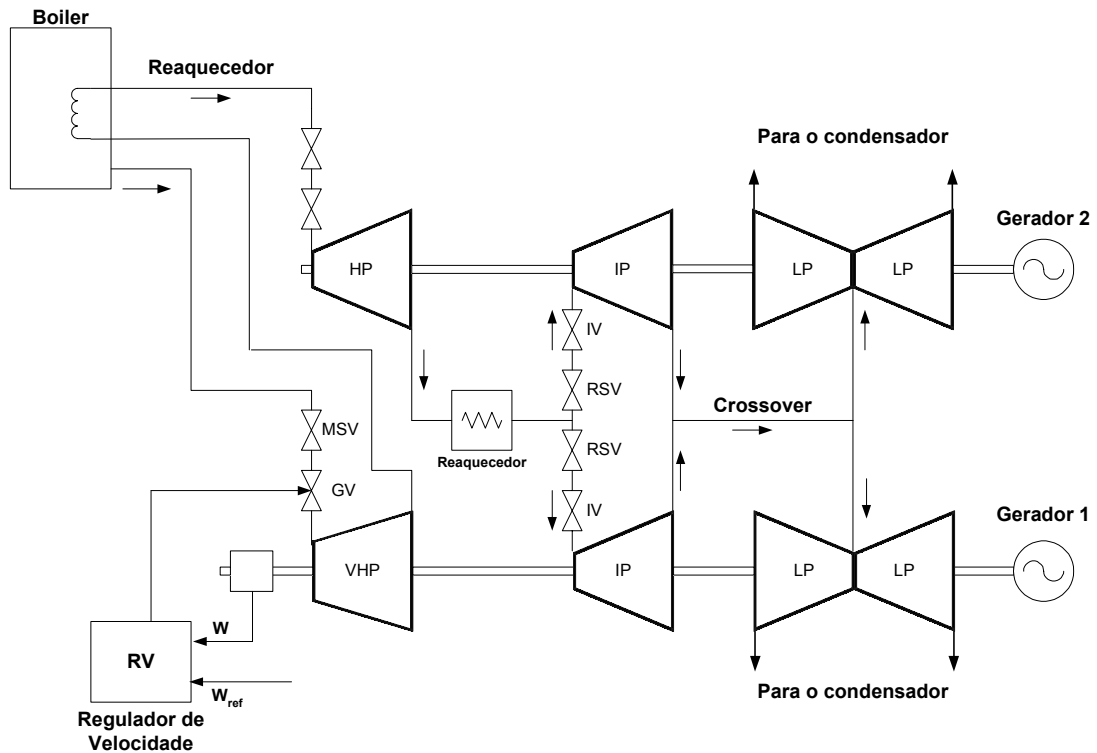 Boiler
Reaquecedor
Para o condensador
Gerador 2
HP
IP
LP
LP
IV
RSV
Crossover
MSV
Reaquecedor
RSV
GV
IV
Gerador 1
VHP
IP
LP
LP
W
RV
Wref
Para o condensador
Regulador de
Velocidade